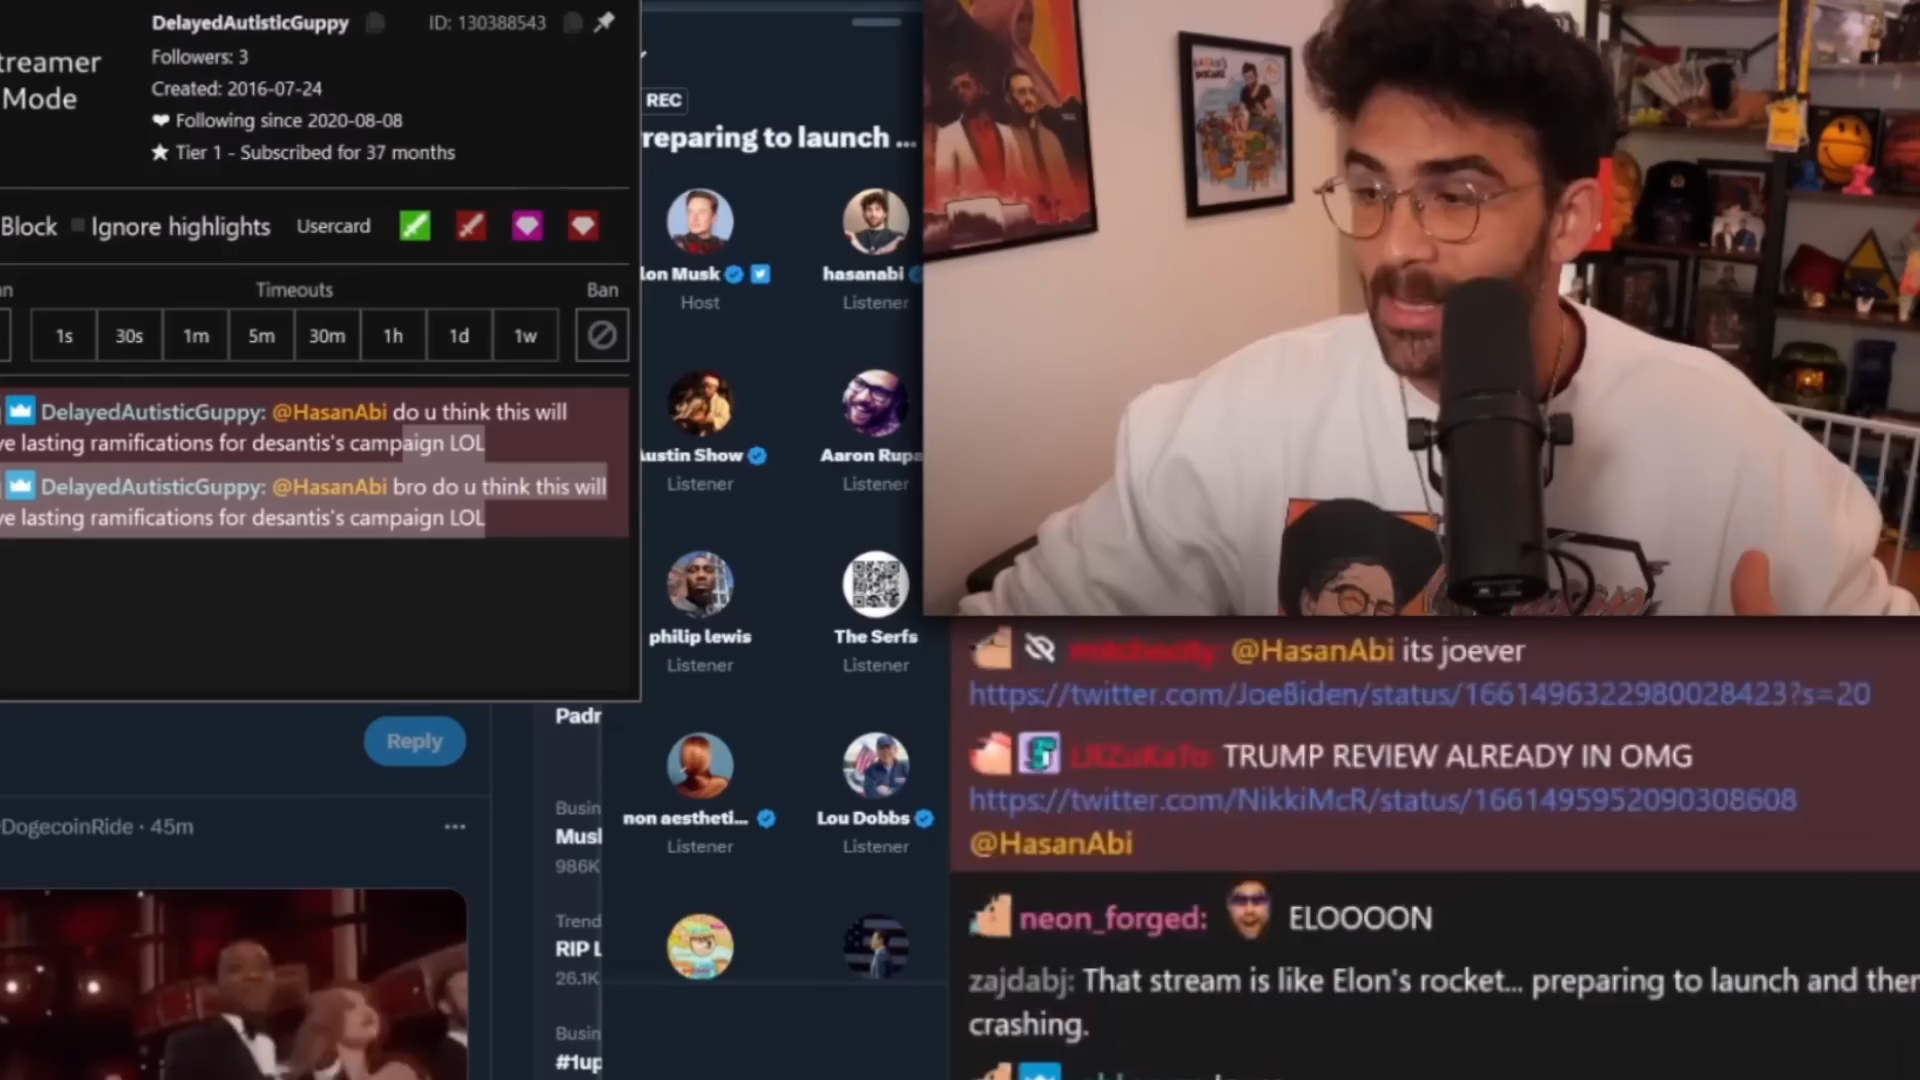 treamer
Mode
DelayedAutisticGuppy
ID: 130388543
Followers: 3
Created: 2016-07-24
Following since 2020-08-08
Tier 1 - Subscribed for 37 months
Block
Ignore highlights
Usercard
Timeouts
Ban
1s
30s
1m
5m
30m
1h
1d
1w
DelayedAutisticGuppy: @HasanAbi do u think this will
ve lasting ramifications for desantis's campaign LOL
DelayedAutisticGuppy: @HasanAbi bro do u think this will
ve lasting ramifications for desantis's campaign LOL
Reply
DogecoinRide · 45m
Padr
Busin
Musl
986K
Trend
RIP L
26.1K
Busin
#1up
REC
reparing to launch ...
lon Musk
Host
hasanabi
Listener
ustin Show
Listener
Aaron Rupa
Listener
philip lewis
Listener
The Serfs
Listener
non aestheti...
Listener
Lou Dobbs
Listener
@HasanAbi its joever
https://twitter.com/JoeBiden/status/1661496322980028423?s=20
TRUMP REVIEW ALREADY IN OMG
https://twitter.com/NikkiMcR/status/1661495952090308608
@HasanAbi
neon_forged: ELOOOON
zajdabj: That stream is like Elon's rocket... preparing to launch and then
crashing.